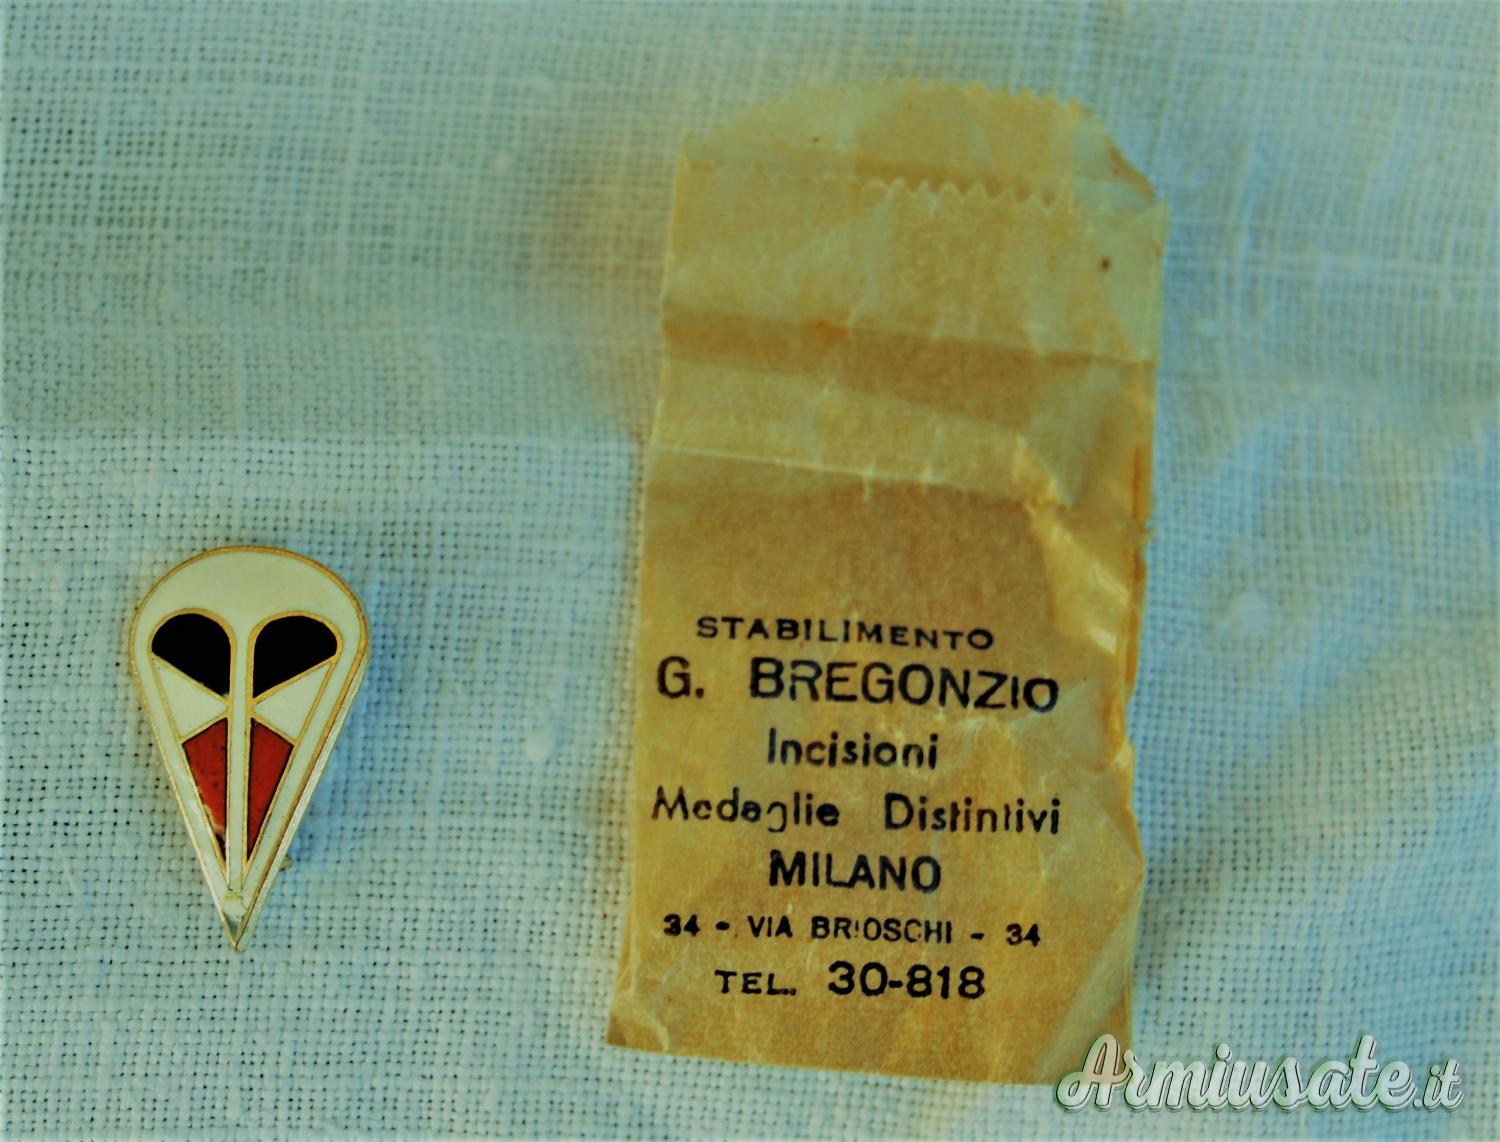 STABILIMENTO
G. BREGONZIO
Incisioni
Medaglie Distintivi
MILANO
34 - VIA BRIOSCHI - 34
TEL. 30-818
Armiusate.it